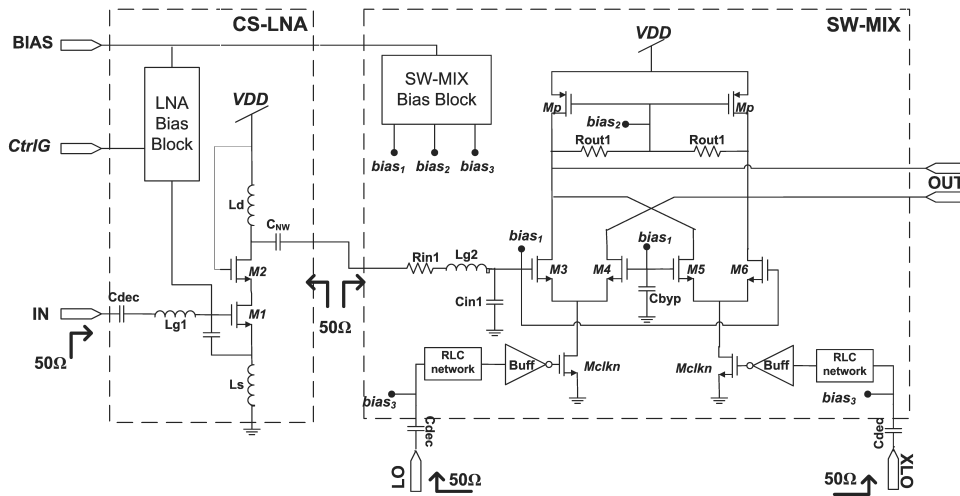 CS-LNA
SW-MIX
BIAS
VDD
LNA
Bias
Block
VDD
SW-MIX
Bias Block
Mp
Mp
bias2
Rout1
Rout1
CtrlG
bias1
bias2
bias3
OUT
Ld
CNW
bias1
bias1
Rin1
Lg2
M3
M4
M5
M6
M2
Cdec
Cin1
Cbyp
IN
Lg1
M1
50Ω
50Ω
RLC
network
Buff
Mclkn
Mclkn
Buff
RLC
network
Ls
bias3
bias3
Cdec
Cdec
LO
50Ω
50Ω
XLO